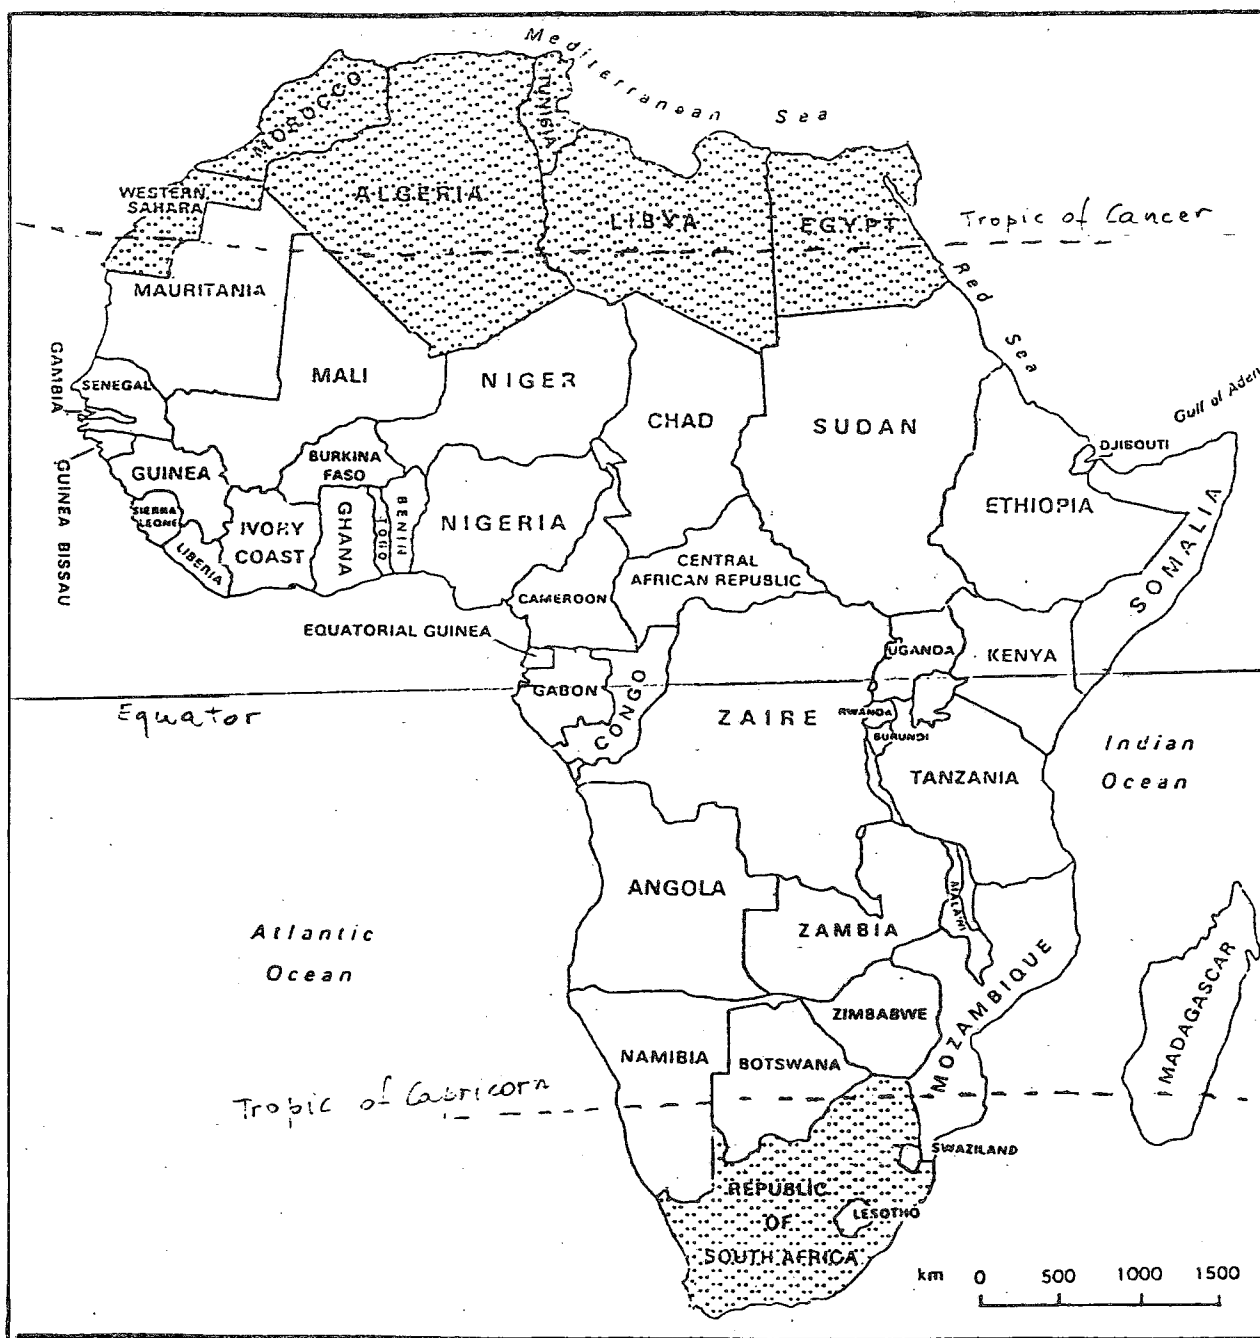 Mediterranean Sea
TUNISIA
MOROCCO
ALGERIA
LIBYA
EGYPT
WESTERN
SAHARA
Tropic of Cancer
MAURITANIA
Red Sea
GAMBIA
SENEGAL
MALI
NIGER
CHAD
SUDAN
Gulf of Aden
DJIBOUTI
GUINEA BISSAU
GUINEA
BURKINA
FASO
ETHIOPIA
SIERRA
LEONE
LIBERIA
IVORY
COAST
GHANA
TOGO
BENIN
NIGERIA
SOMALIA
CENTRAL
AFRICAN REPUBLIC
CAMEROON
EQUATORIAL GUINEA
UGANDA
KENYA
GABON
CONGO
ZAIRE
RWANDA
BURUNDI
Equator
Indian
Ocean
TANZANIA
ANGOLA
MALAWI
ZAMBIA
Atlantic
Ocean
MOZAMBIQUE
MADAGASCAR
ZIMBABWE
NAMIBIA
BOTSWANA
Tropic of Capricorn
SWAZILAND
REPUBLIC
OF
SOUTH AFRICA
LESOTHO
km 0 500 1000 1500